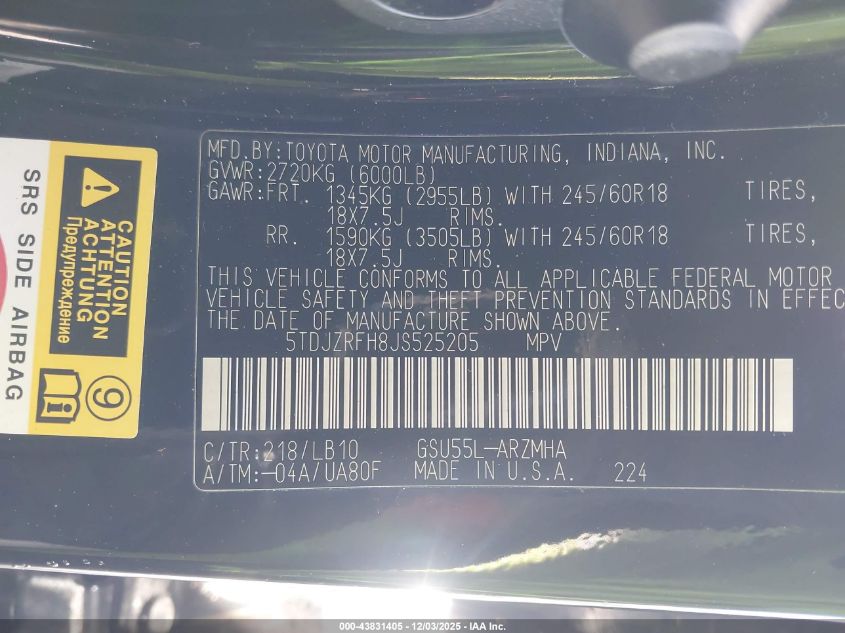 MFD.BY:TOYOTA MOTOR MANUFACTURING, INDIANA, INC.
GVWR:2720KG (6000LB)
GAWR:FRT. 1345KG (2955LB) WITH 245/60R18 TIRES,
18X7.5J RIMS.
RR. 1590KG (3505LB) WITH 245/60R18 TIRES,
18X7.5J RIMS.
THIS VEHICLE CONFORMS TO ALL APPLICABLE FEDERAL MOTOR
VEHICLE SAFETY AND THEFT PREVENTION STANDARDS IN EFFEC
THE DATE OF MANUFACTURE SHOWN ABOVE.
5TDJZRFH8JS525205 MPV
C/TR:218/LB10 GSU55L-ARZMHA
A/TM:-04A/UA80F MADE IN U.S.A. 224
SRS SIDE AIRBAG
CAUTION
ATTENTION
ACHTUNG
Предупреждение
9
000-43831405 - 12/03/2025 - IAA Inc.